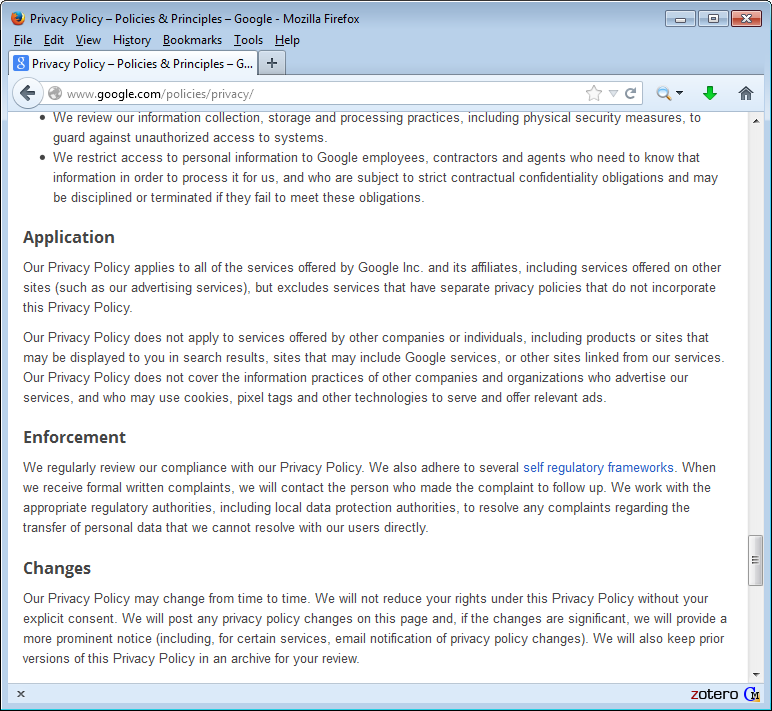 Privacy Policy – Policies & Principles – Google - Mozilla Firefox
File Edit View History Bookmarks Tools Help
Privacy Policy – Policies & Principles – G...
www.google.com/policies/privacy/
• We review our information collection, storage and processing practices, including physical security measures, to
guard against unauthorized access to systems.
• We restrict access to personal information to Google employees, contractors and agents who need to know that
information in order to process it for us, and who are subject to strict contractual confidentiality obligations and may
be disciplined or terminated if they fail to meet these obligations.
Application
Our Privacy Policy applies to all of the services offered by Google Inc. and its affiliates, including services offered on other
sites (such as our advertising services), but excludes services that have separate privacy policies that do not incorporate
this Privacy Policy.
Our Privacy Policy does not apply to services offered by other companies or individuals, including products or sites that
may be displayed to you in search results, sites that may include Google services, or other sites linked from our services.
Our Privacy Policy does not cover the information practices of other companies and organizations who advertise our
services, and who may use cookies, pixel tags and other technologies to serve and offer relevant ads.
Enforcement
We regularly review our compliance with our Privacy Policy. We also adhere to several self regulatory frameworks. When
we receive formal written complaints, we will contact the person who made the complaint to follow up. We work with the
appropriate regulatory authorities, including local data protection authorities, to resolve any complaints regarding the
transfer of personal data that we cannot resolve with our users directly.
Changes
Our Privacy Policy may change from time to time. We will not reduce your rights under this Privacy Policy without your
explicit consent. We will post any privacy policy changes on this page and, if the changes are significant, we will provide a
more prominent notice (including, for certain services, email notification of privacy policy changes). We will also keep prior
versions of this Privacy Policy in an archive for your review.
zotero